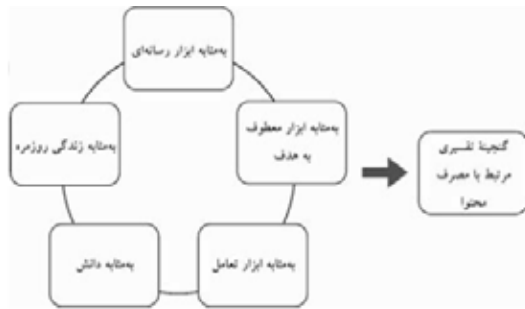 به‌مثابه ابزار رسانه‌ای
به‌مثابه ابزار معطوف
به هدف
به‌مثابه زندگی روزمره
گنجینهٔ تفسیری
مرتبط با مصرف
محتوا
به‌مثابه ابزار تعامل
به‌مثابه دانش